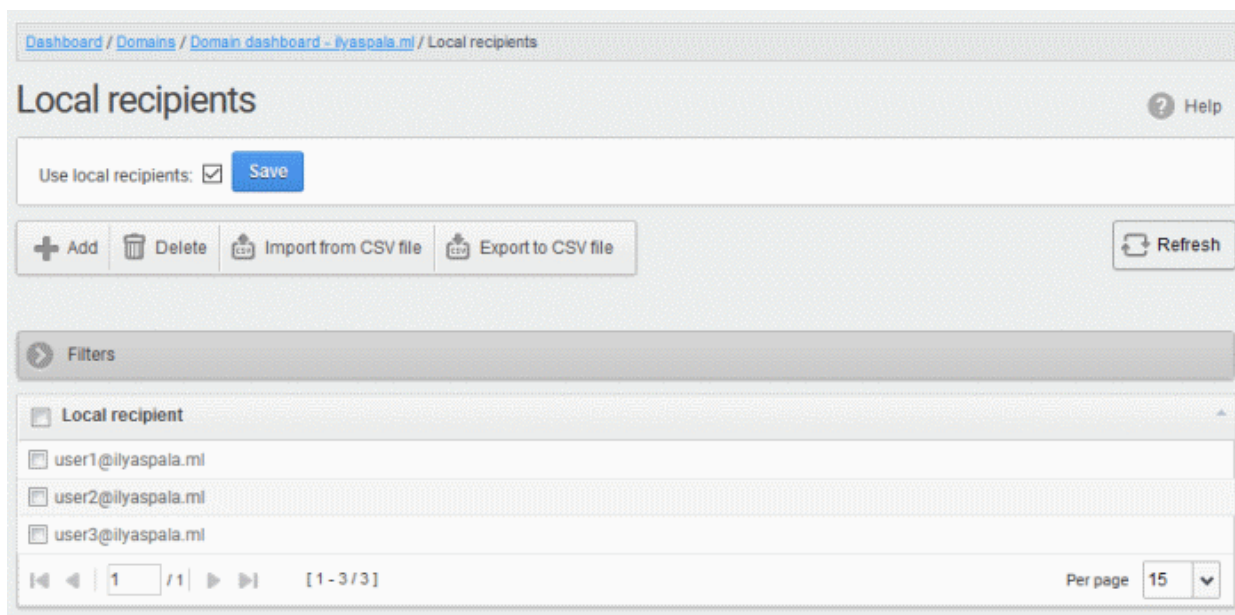 Dashboard / Domains / Domain dashboard - ilyaspala.ml / Local recipients
Local recipients
Help
Use local recipients: Save
Add Delete CSV Import from CSV file CSV Export to CSV file Refresh
Filters
Local recipient
user1@ilyaspala.ml
user2@ilyaspala.ml
user3@ilyaspala.ml
1 / 1 [ 1 - 3 / 3 ] Per page 15